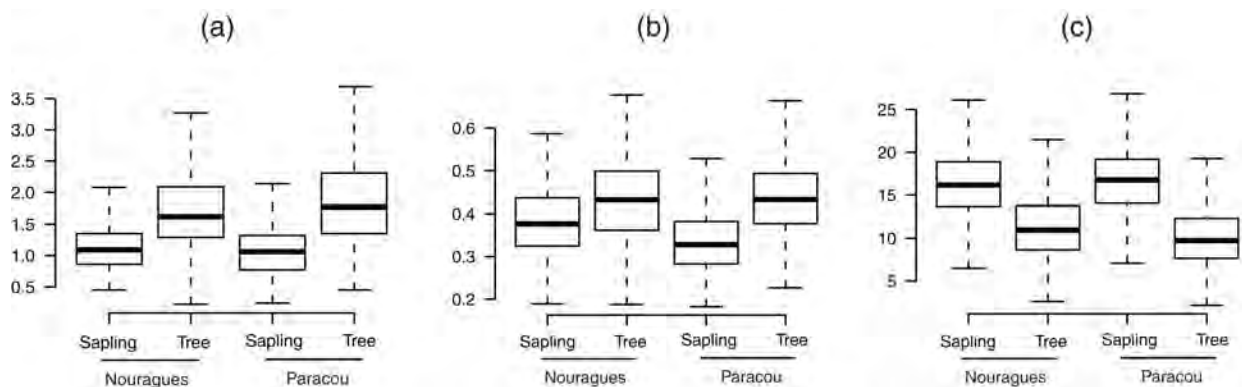 (a)
3.5
3.0
2.5
2.0
1.5
1.0
0.5
Sapling Tree Sapling Tree
Nouragues Paracou
(b)
0.6
0.5
0.4
0.3
0.2
Sapling Tree Sapling Tree
Nouragues Paracou
(c)
25
20
15
10
5
Sapling Tree Sapling Tree
Nouragues Paracou